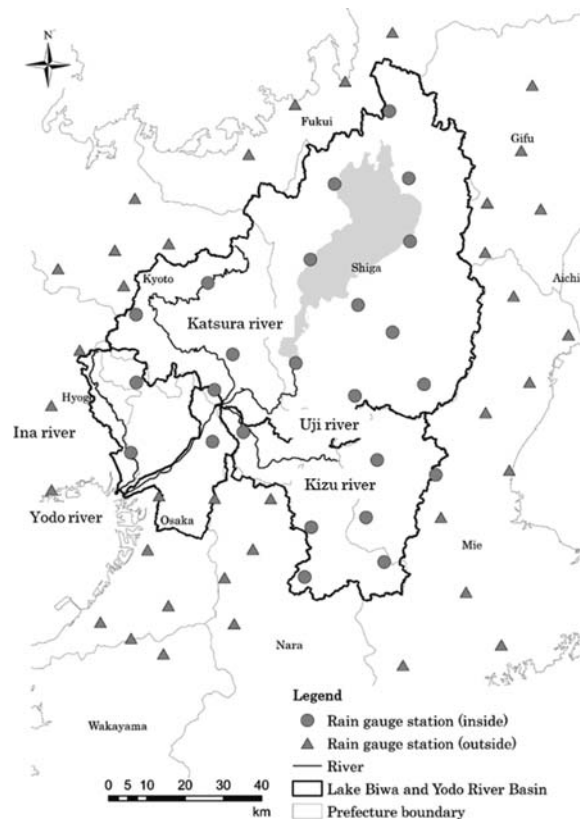 N
Fukui
Gifu
Shiga
Aichi
Kyoto
Katsura river
Hyogo
Ina river
Uji river
Kizu river
Yodo river
Osaka
Mie
Nara
Wakayama
Legend
Rain gauge station (inside)
Rain gauge station (outside)
River
Lake Biwa and Yodo River Basin
Prefecture boundary
0 5 10 20 30 40
km